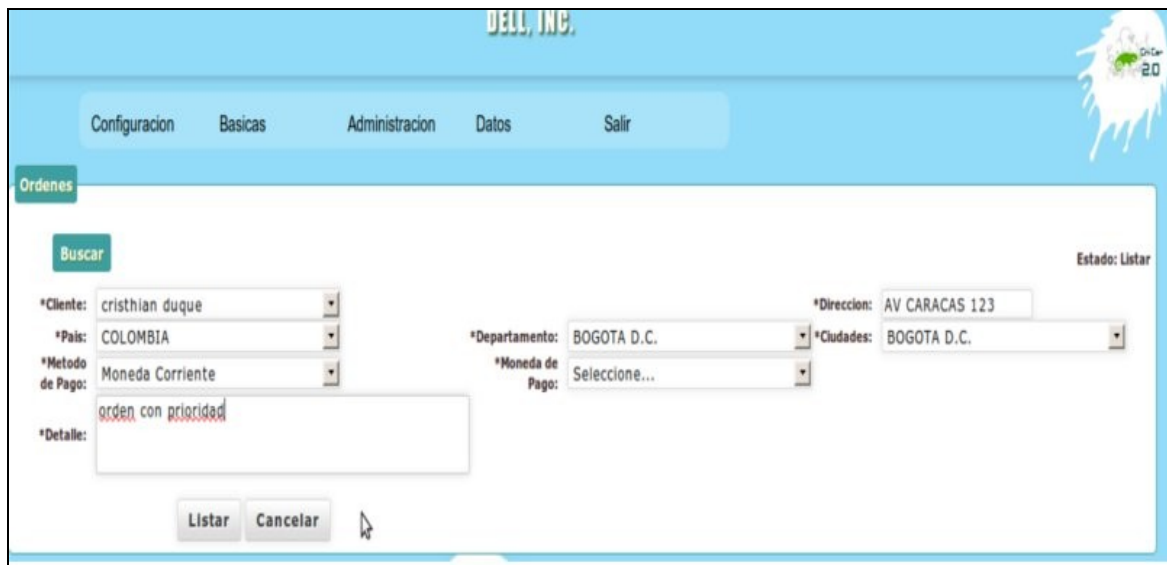 DELL, INC.
2.0
Configuracion Basicas Administracion Datos Salir
Ordenes
Buscar
Estado: Listar
*Cliente: cristhian duque *Direccion: AV CARACAS 123
*Pais: COLOMBIA *Departamento: BOGOTA D.C. *Ciudades: BOGOTA D.C.
*Metodo de Pago: Moneda Corriente *Moneda de Pago: Seleccione...
*Detalle: orden con prioridad
Listar Cancelar